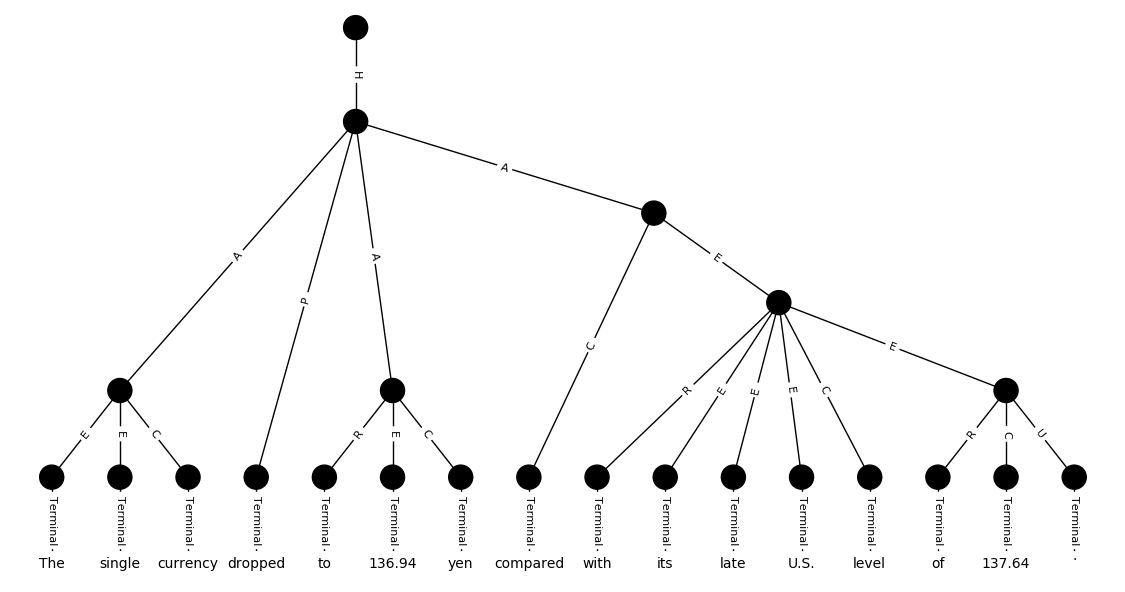 H
A
A
A
P
E
C
E
R
E
E
E
C
E
E
C
R
E
C
R
C
U
Terminal Terminal Terminal Terminal Terminal Terminal Terminal Terminal Terminal Terminal Terminal Terminal Terminal Terminal Terminal Terminal
The single currency dropped to 136.94 yen compared with its late U.S. level of 137.64 .